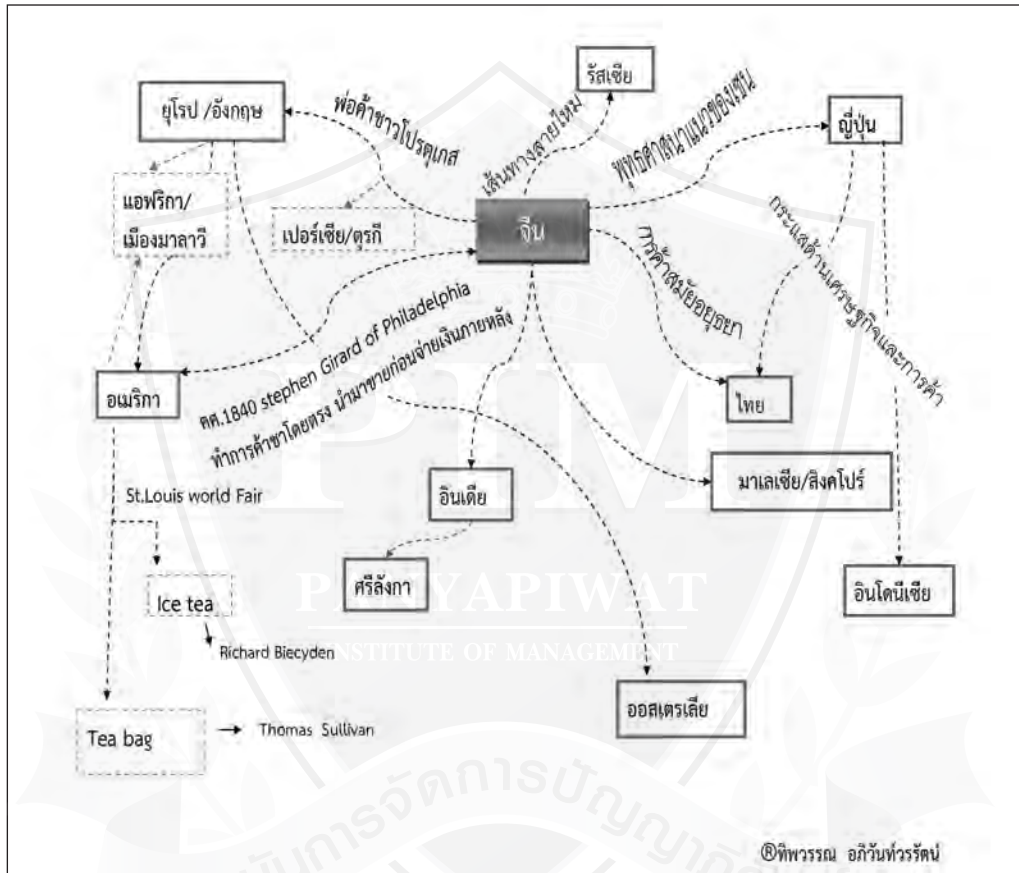 รัสเซีย
ยุโรป /อังกฤษ
พ่อค้าชาวโปรตุเกส
เส้นทางสายไหม
พุทธศาสนาแนวของเซน
ญี่ปุ่น
แอฟริกา/
เมืองมาลาวี
เปอร์เซีย/ตุรกี
จีน
การค้าสมัยอยุธยา
กระแสด้านเศรษฐกิจและการค้า
คศ.1840 stephen Girard of Philadelphia
ทำการค้าชาโดยตรง นำมาขายก่อนจ่ายเงินภายหลัง
อเมริกา
ไทย
St.Louis world Fair
อินเดีย
มาเลเซีย/สิงคโปร์
Ice tea
ศรีลังกา
อินโดนีเซีย
Richard Biecyden
PANYAPIWAT
INSTITUTE OF MANAGEMENT
PIM
Tea bag
Thomas Sullivan
ออสเตรเลีย
®ทิพวรรณ อภิวันท์วรรัตน์